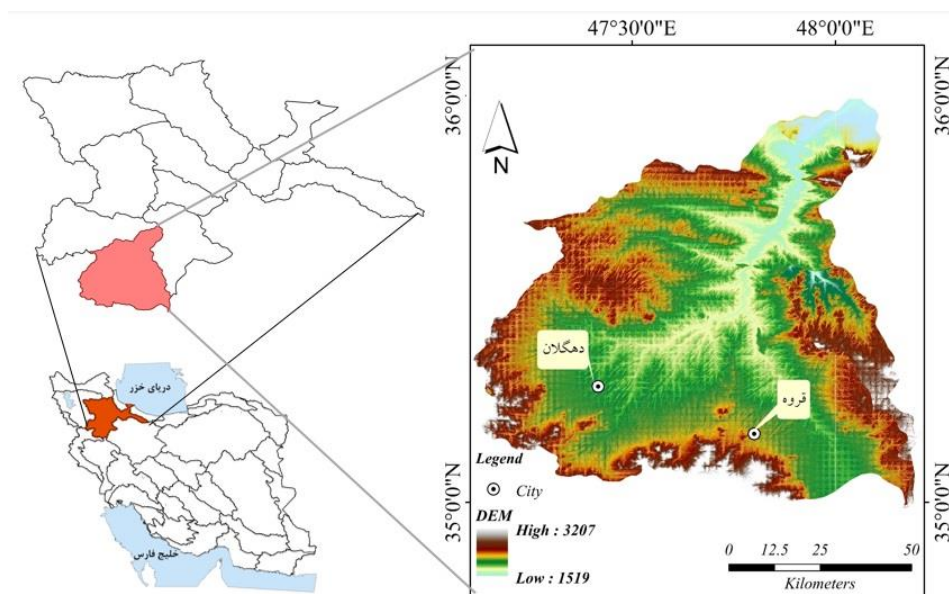 47°30'0"E
48°0'0"E
36°0'0"N
36°0'0"N
N
دهگلان
قروه
دریای خزر
خلیج فارس
Legend
City
DEM
High : 3207
Low : 1519
35°0'0"N
35°0'0"N
0 12.5 25 50
Kilometers